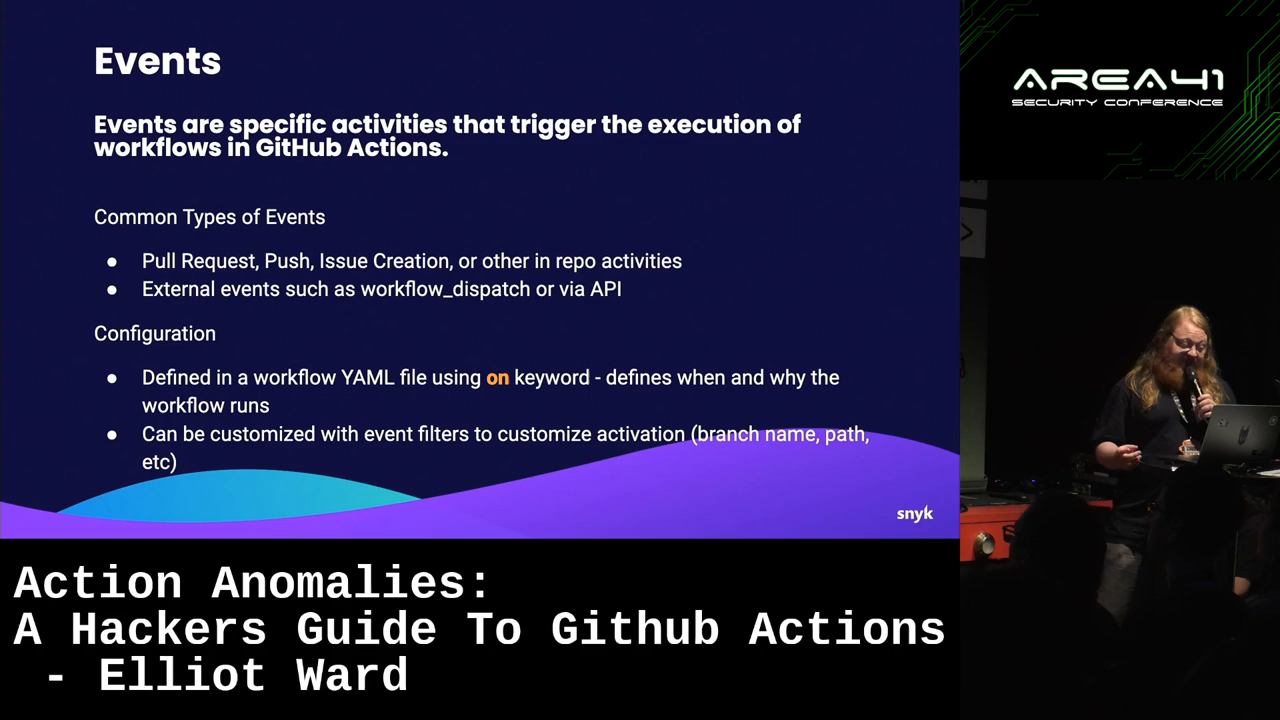 Events
Events are specific activities that trigger the execution of
workflows in GitHub Actions.
Common Types of Events
● Pull Request, Push, Issue Creation, or other in repo activities
● External events such as workflow_dispatch or via API
Configuration
● Defined in a workflow YAML file using on keyword - defines when and why the
workflow runs
● Can be customized with event filters to customize activation (branch name, path,
etc)
snyk
AREA41
SECURITY CONFERENCE
Action Anomalies:
A Hackers Guide To Github Actions
- Elliot Ward